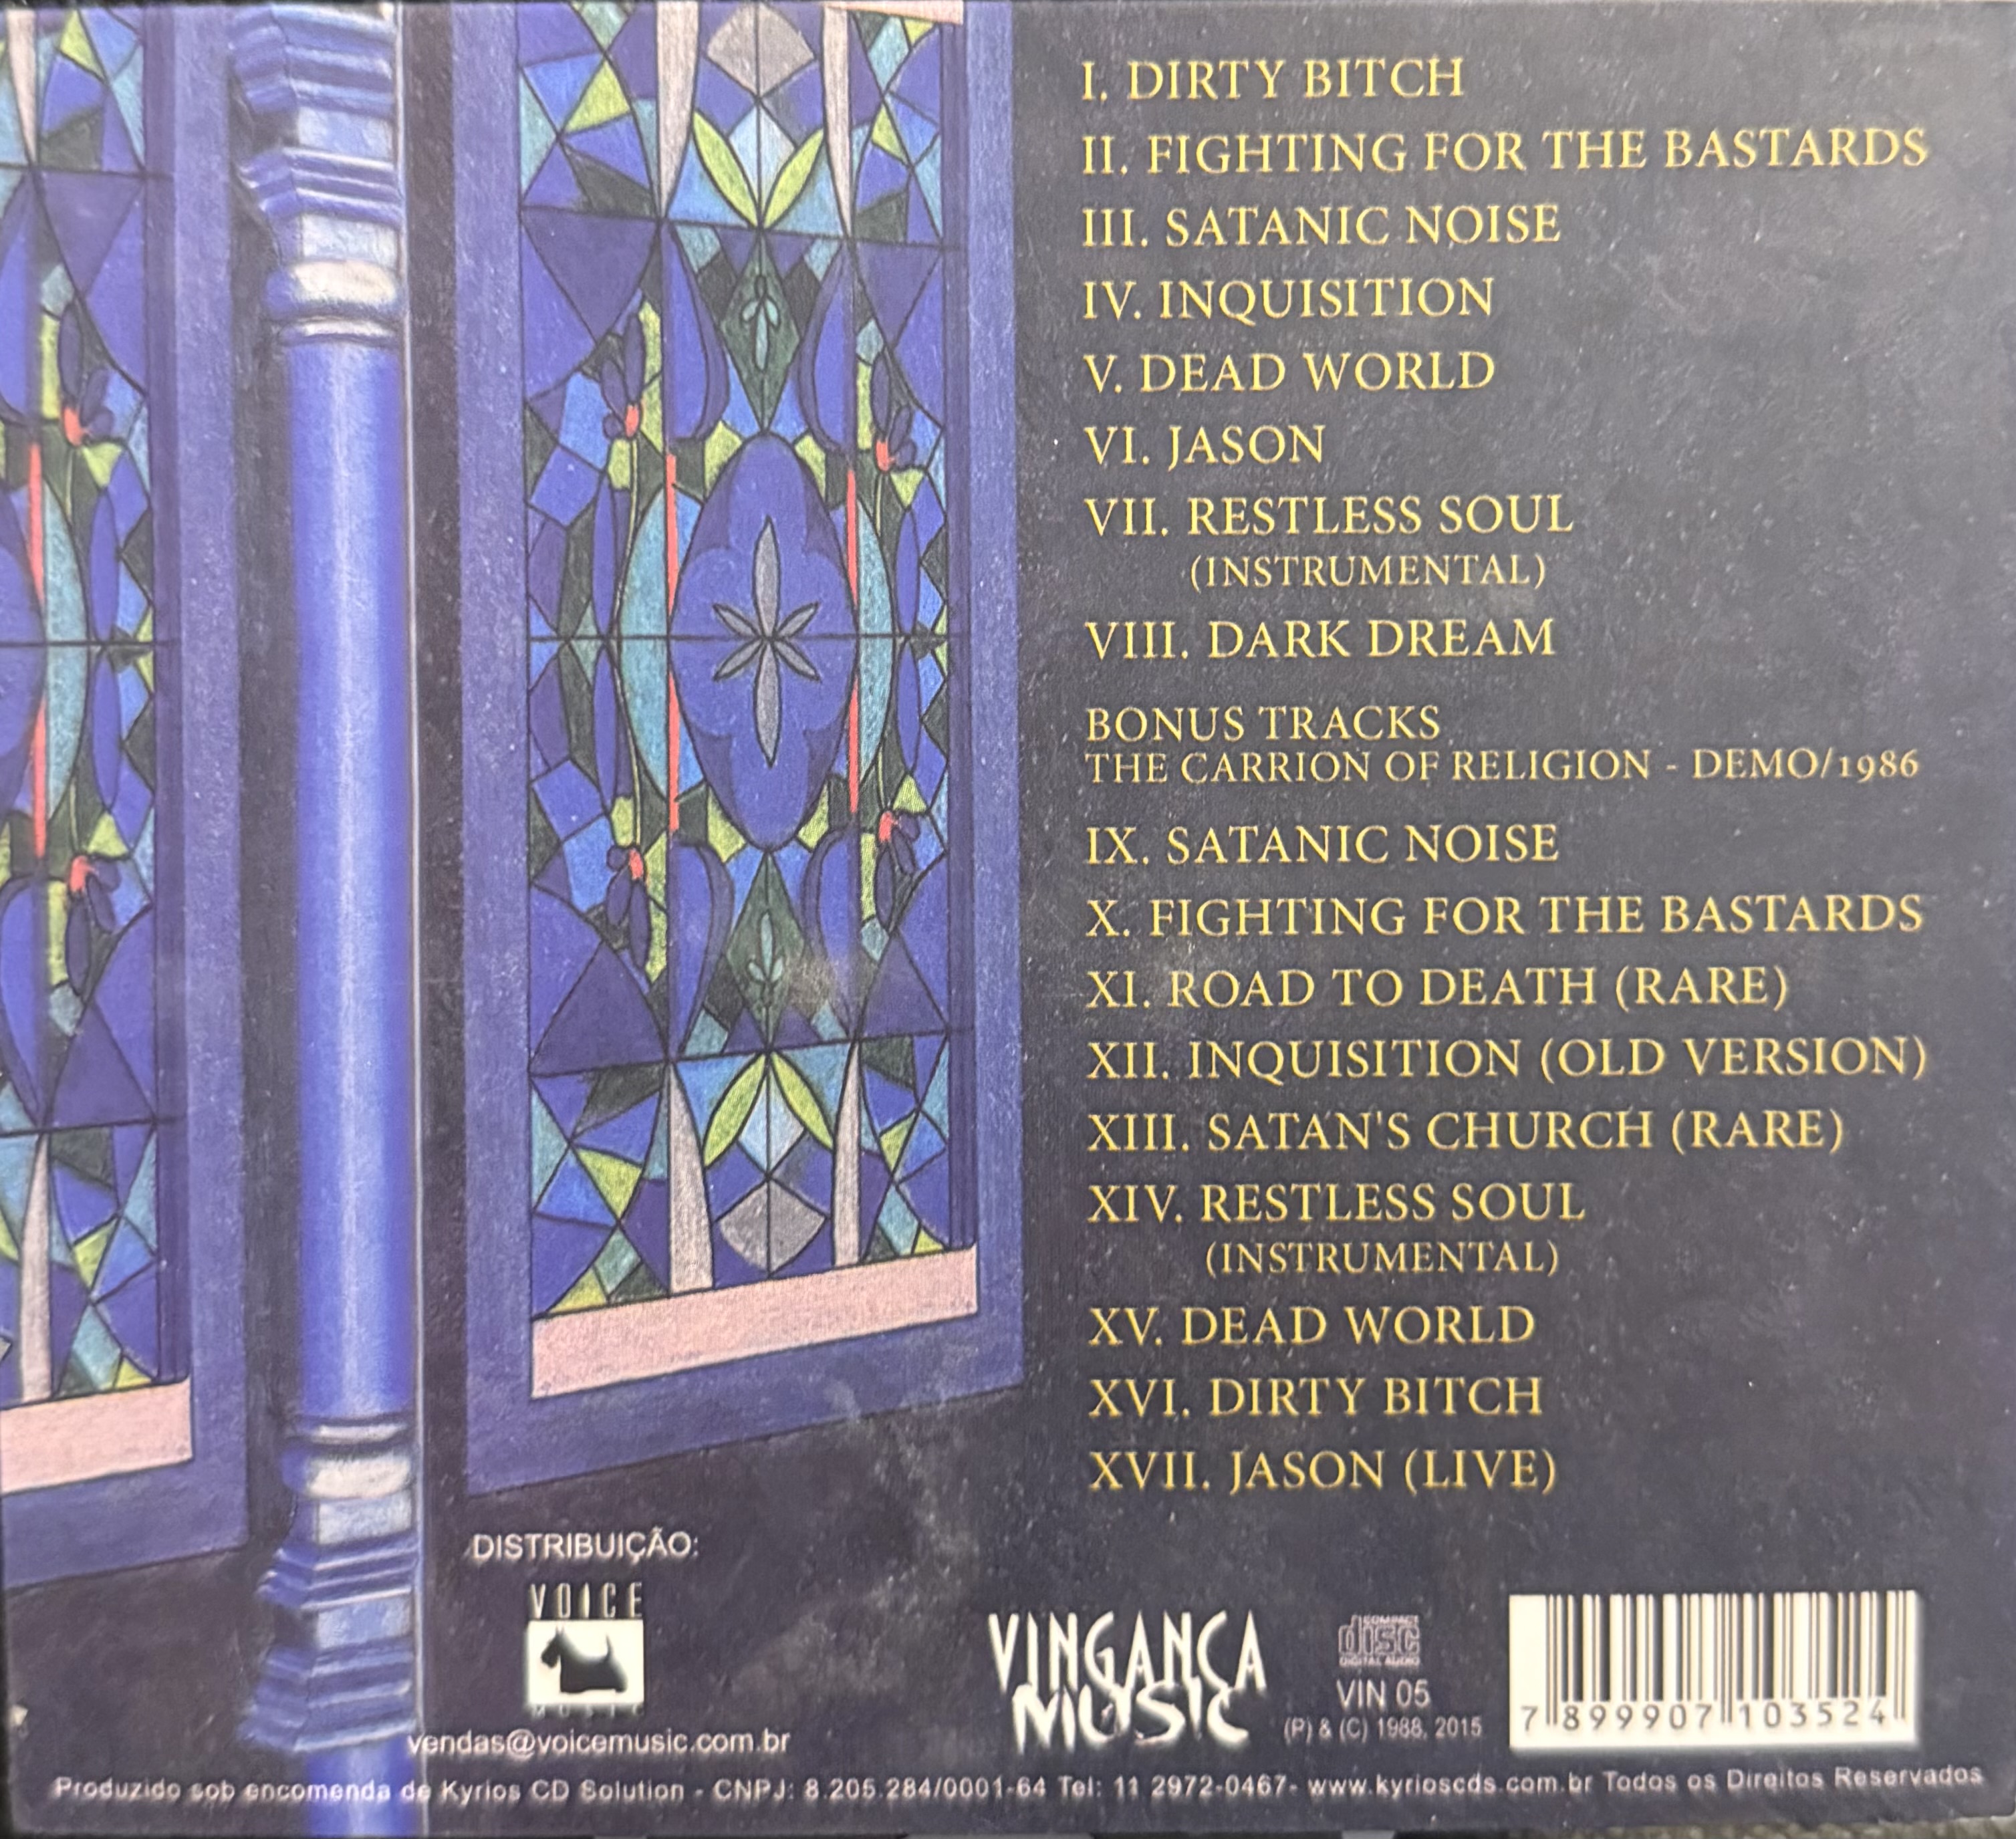 I. DIRTY BITCH
II. FIGHTING FOR THE BASTARDS
III. SATANIC NOISE
IV. INQUISITION
V. DEAD WORLD
VI. JASON
VII. RESTLESS SOUL
(INSTRUMENTAL)
VIII. DARK DREAM
BONUS TRACKS
THE CARRION OF RELIGION - DEMO/1986
IX. SATANIC NOISE
X. FIGHTING FOR THE BASTARDS
XI. ROAD TO DEATH (RARE)
XII. INQUISITION (OLD VERSION)
XIII. SATAN'S CHURCH (RARE)
XIV. RESTLESS SOUL
(INSTRUMENTAL)
XV. DEAD WORLD
XVI. DIRTY BITCH
XVII. JASON (LIVE)
DISTRIBUIÇÃO:
VOICE
MUSIC
vendas@voicemusic.com.br
VINGANÇA
MUSIC
COMPACT
disc
DIGITAL AUDIO
VIN 05
(P) & (C) 1988, 2015
7 899907 103524
Produzido sob encomenda de Kyrios CD Solution - CNPJ: 8.205.284/0001-64 Tel: 11 2972-0467- www.kyrioscds.com.br Todos os Direitos Reservados